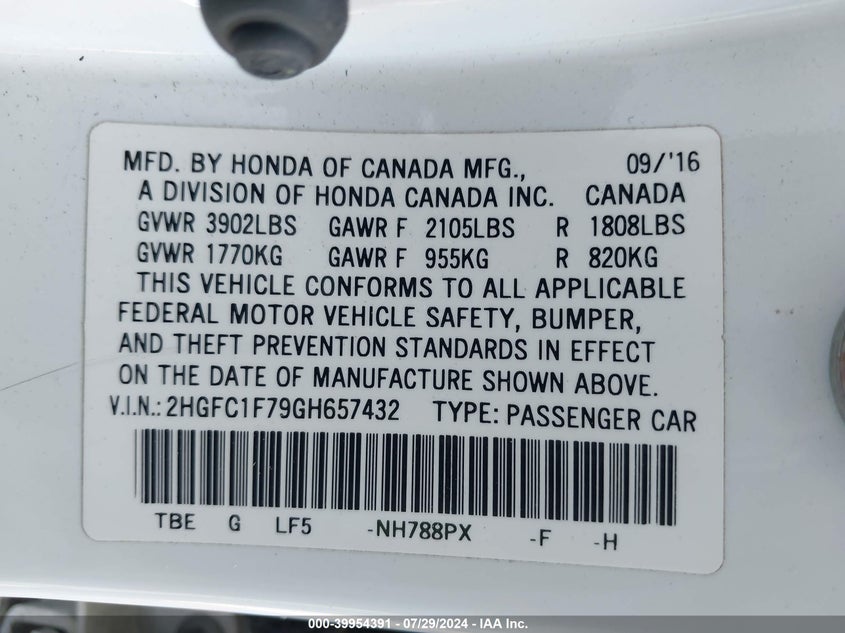 MFD. BY HONDA OF CANADA MFG., 09/'16
A DIVISION OF HONDA CANADA INC. CANADA
GVWR 3902LBS GAWR F 2105LBS R 1808LBS
GVWR 1770KG GAWR F 955KG R 820KG
THIS VEHICLE CONFORMS TO ALL APPLICABLE
FEDERAL MOTOR VEHICLE SAFETY, BUMPER,
AND THEFT PREVENTION STANDARDS IN EFFECT
ON THE DATE OF MANUFACTURE SHOWN ABOVE.
V.I.N.: 2HGFC1F79GH657432 TYPE: PASSENGER CAR
TBE G LF5 -NH788PX -F -H
000-39954391 - 07/29/2024 - IAA Inc.